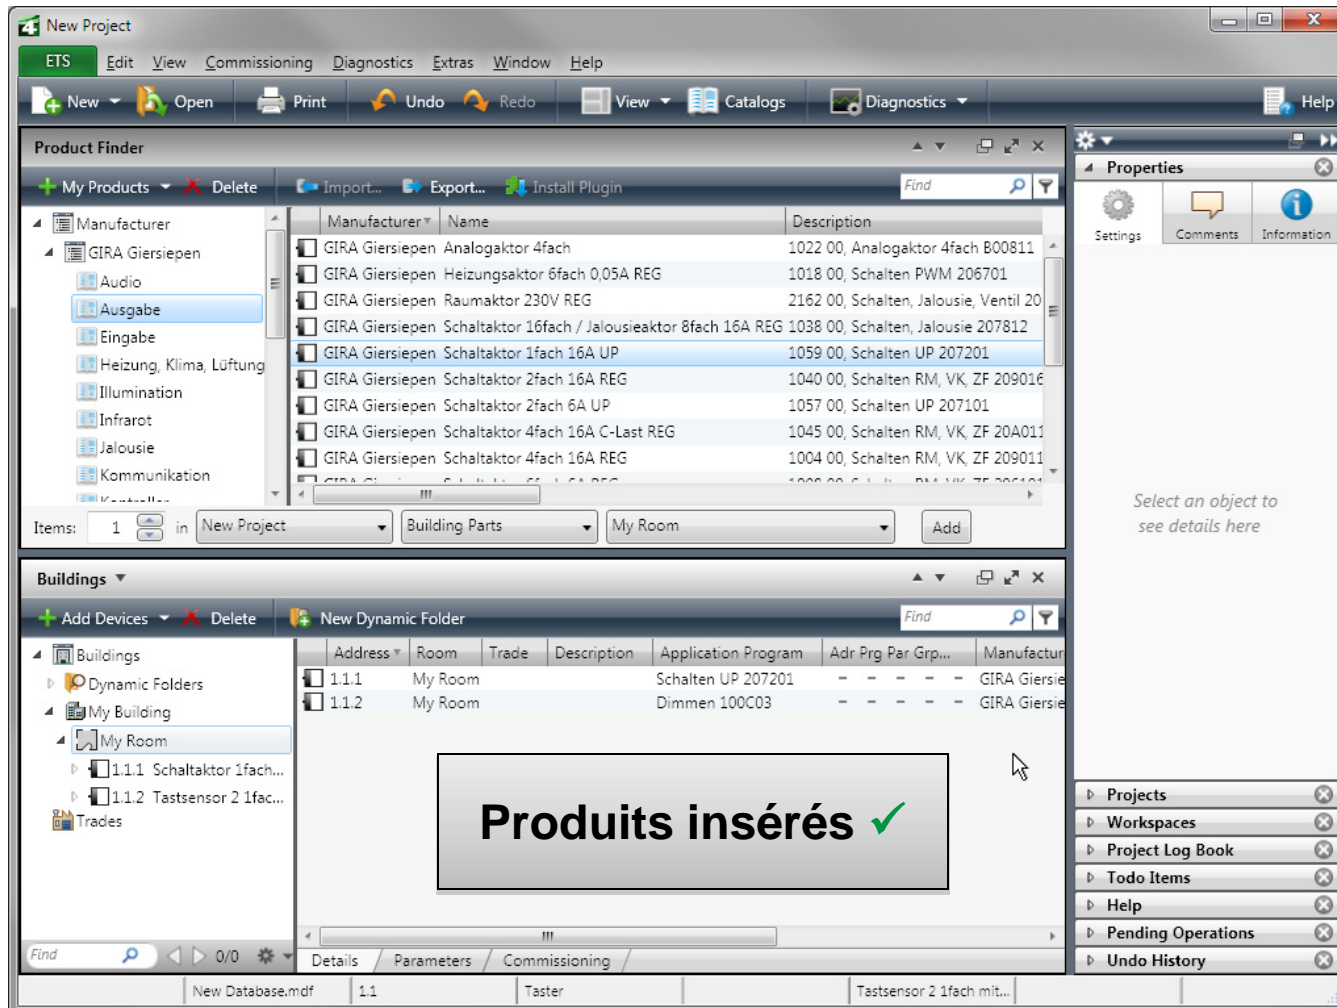 New Project
ETS Edit View Commissioning Diagnostics Extras Window Help
New Open Print Undo Redo View Catalogs Diagnostics Help
Product Finder
My Products Delete Import... Export... Install Plugin Find
Manufacturer
GIRA Giersiepen
Audio
Ausgabe
Eingabe
Heizung, Klima, Lüftung
Illumination
Infrarot
Jalousie
Kommunikation
Manufacturer Name Description
GIRA Giersiepen Analogaktor 4fach 1022 00, Analogaktor 4fach B00811
GIRA Giersiepen Heizungsaktor 6fach 0,05A REG 1018 00, Schalten PWM 206701
GIRA Giersiepen Raumaktor 230V REG 2162 00, Schalten, Jalousie, Ventil 20
GIRA Giersiepen Schaltaktor 16fach / Jalousieaktor 8fach 16A REG 1038 00, Schalten, Jalousie 207812
GIRA Giersiepen Schaltaktor 1fach 16A UP 1059 00, Schalten UP 207201
GIRA Giersiepen Schaltaktor 2fach 16A REG 1040 00, Schalten RM, VK, ZF 209016
GIRA Giersiepen Schaltaktor 2fach 6A UP 1057 00, Schalten UP 207101
GIRA Giersiepen Schaltaktor 4fach 16A C-Last REG 1045 00, Schalten RM, VK, ZF 20A011
GIRA Giersiepen Schaltaktor 4fach 16A REG 1004 00, Schalten RM, VK, ZF 209011
Items: 1 in New Project Building Parts My Room Add
Buildings
Add Devices Delete New Dynamic Folder Find
Buildings
Dynamic Folders
My Building
My Room
1.1.1 Schaltaktor 1fach...
1.1.2 Tastsensor 2 1fac...
Trades
Find 0/0
Address Room Trade Description Application Program Adr Prg Par Grp... Manufactur
1.1.1 My Room Schalten UP 207201 - - - - - GIRA Giersie
1.1.2 My Room Dimmen 100C03 - - - - - GIRA Giersie
Produits insérés ✓
Details Parameters Commissioning
Properties
Settings Comments Information
Select an object to
see details here
Projects
Workspaces
Project Log Book
Todo Items
Help
Pending Operations
Undo History
New Database.mdf 1.1 Taster Tastsensor 2 1fach mit...